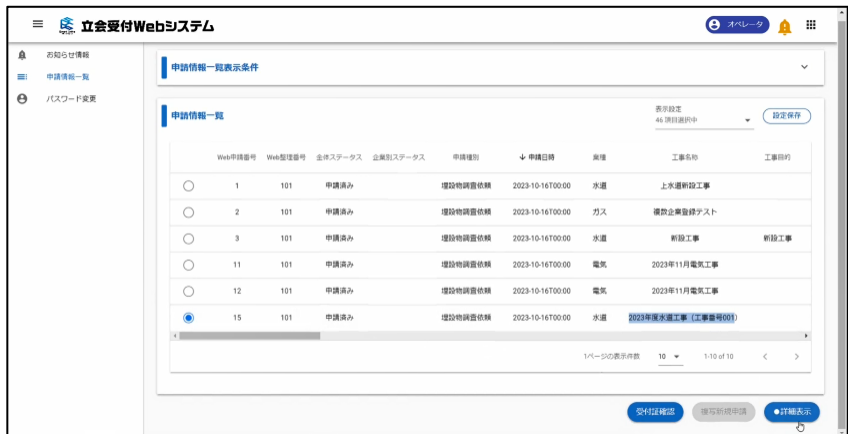 立会受付Webシステム
オペレータ
お知らせ情報
申請情報一覧
パスワード変更
申請情報一覧表示条件
申請情報一覧
表示設定
46 項目選択中
設定保存
Web申請番号 Web整理番号 全体ステータス 企業別ステータス 申請種別 ↓ 申請日時 業種 工事名称 工事目的
1 101 申請済み 埋設物調査依頼 2023-10-16T00:00 水道 上水道新設工事
2 101 申請済み 埋設物調査依頼 2023-10-16T00:00 ガス 複数企業登録テスト
3 101 申請済み 埋設物調査依頼 2023-10-16T00:00 水道 新設工事 新設工事
11 101 申請済み 埋設物調査依頼 2023-10-16T00:00 電気 2023年11月電気工事
12 101 申請済み 埋設物調査依頼 2023-10-16T00:00 電気 2023年11月電気工事
15 101 申請済み 埋設物調査依頼 2023-10-16T00:00 水道 2023年度水道工事（工事番号001）
1ページの表示件数 10 1-10 of 10
受付証確認 複写新規申請 ●詳細表示